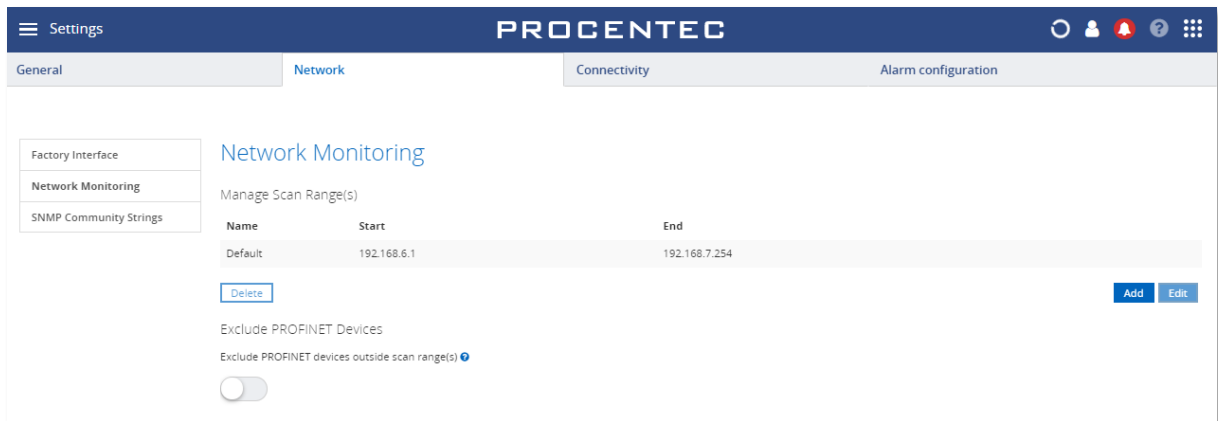 Settings
PROCENTEC
General Network Connectivity Alarm configuration
Factory Interface
Network Monitoring
SNMP Community Strings
Network Monitoring
Manage Scan Range(s)
Name Start End
Default 192.168.6.1 192.168.7.254
Delete Add Edit
Exclude PROFINET Devices
Exclude PROFINET devices outside scan range(s) ?